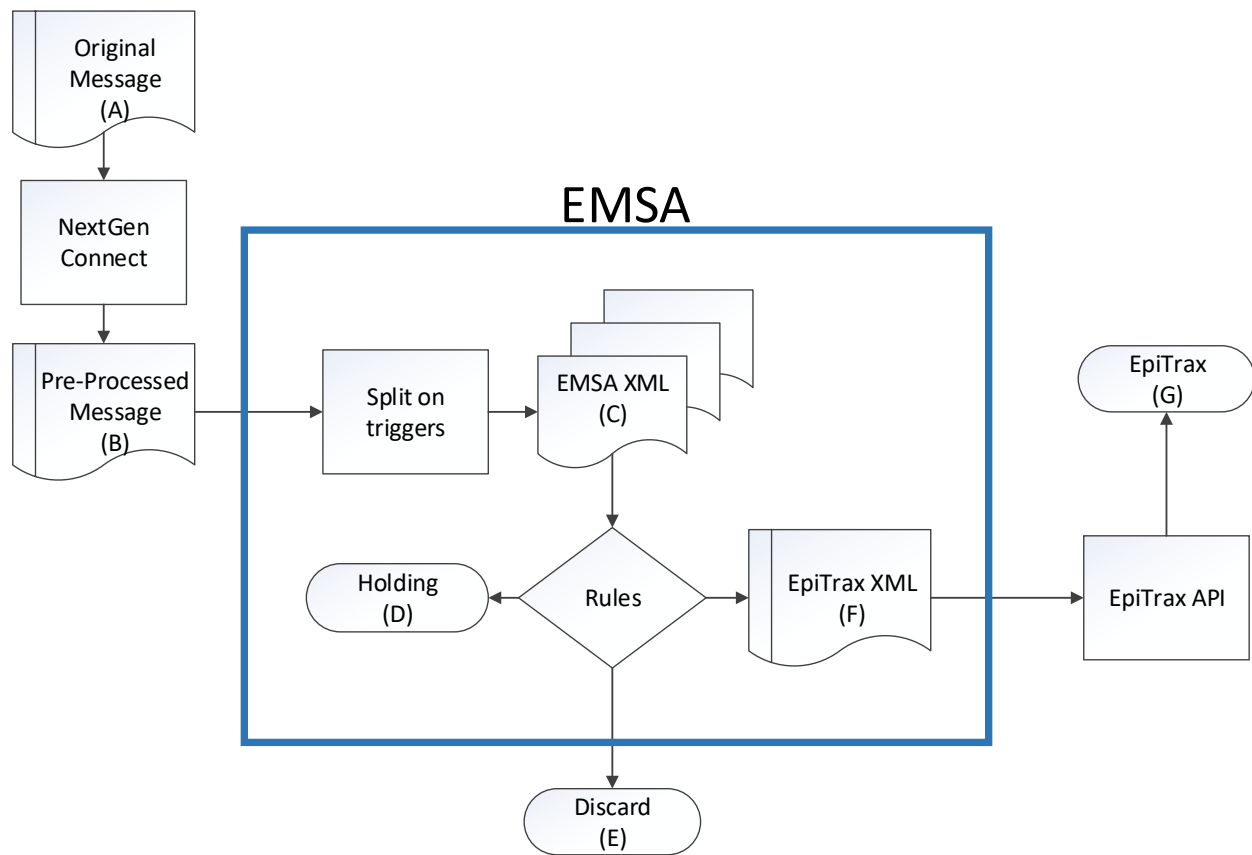 Original
Message
(A)
NextGen
Connect
EMSA
Pre-Processed
Message
(B)
Split on
triggers
EMSA XML
(C)
EpiTrax
(G)
Holding
(D)
Rules
EpiTrax XML
(F)
EpiTrax API
Discard
(E)